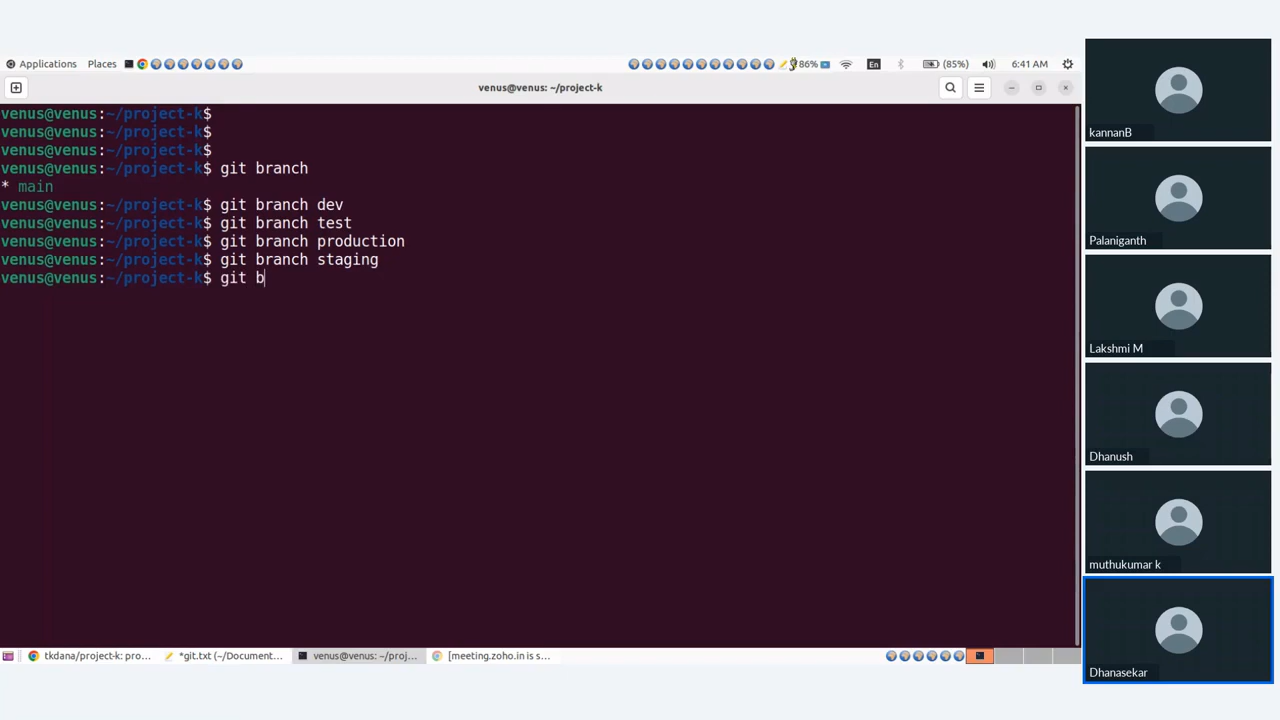 Applications Places 86% En (85%) 6:41 AM
venus@venus: ~/project-k
venus@venus:~/project-k$
venus@venus:~/project-k$
venus@venus:~/project-k$
venus@venus:~/project-k$ git branch
* main
venus@venus:~/project-k$ git branch dev
venus@venus:~/project-k$ git branch test
venus@venus:~/project-k$ git branch production
venus@venus:~/project-k$ git branch staging
venus@venus:~/project-k$ git b
tkdana/project-k: pro... *git.txt (~/Document... venus@venus: ~/proj... [meeting.zoho.in is s...
kannanB
Palaniganth
Lakshmi M
Dhanush
muthukumar k
Dhanasekar